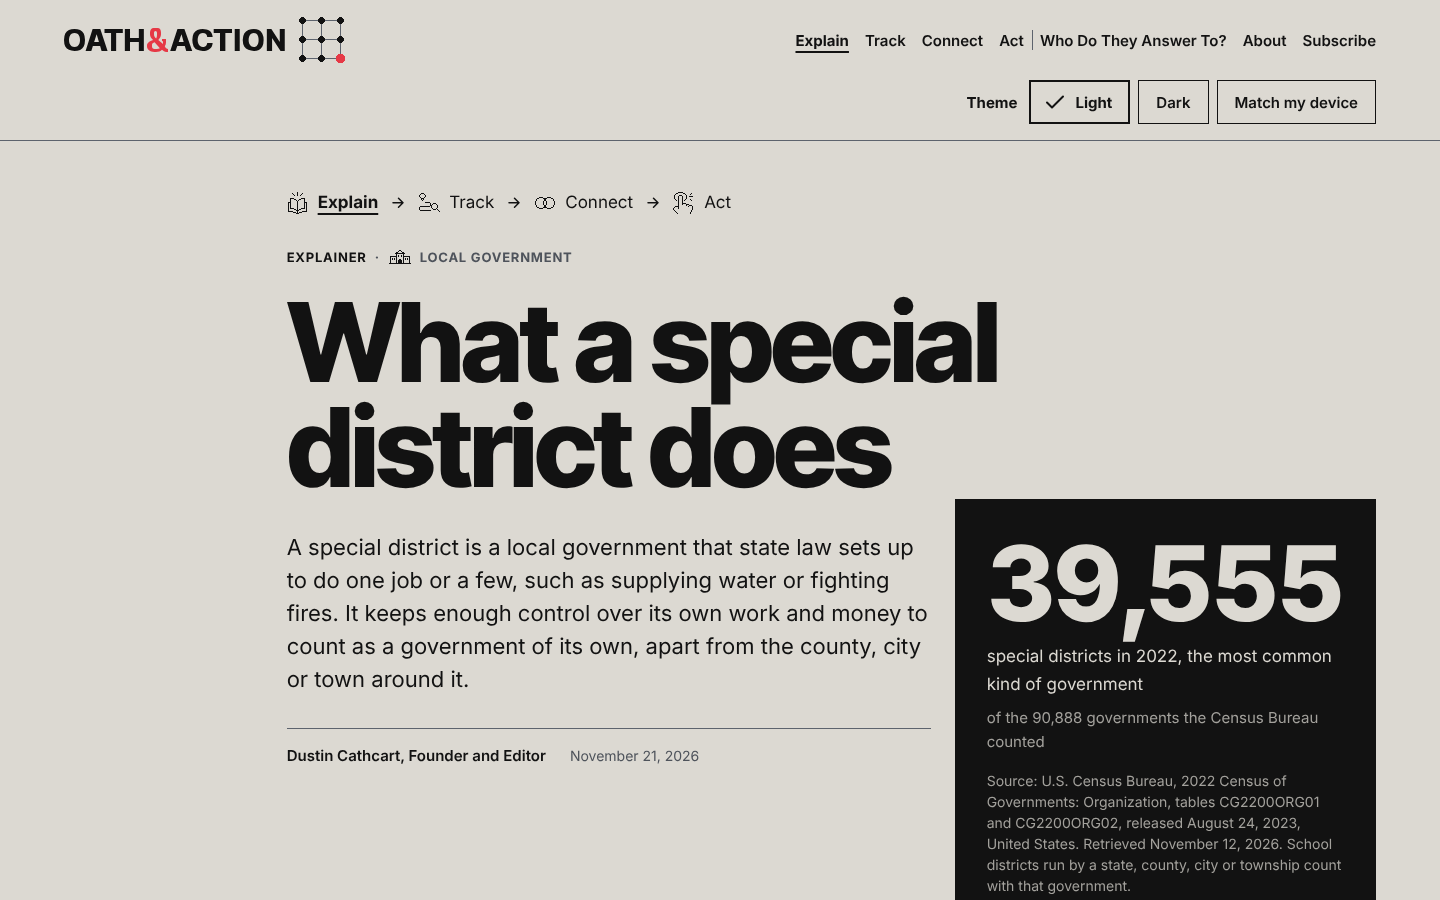 OATH&ACTION
Explain Track Connect Act Who Do They Answer To? About Subscribe
Theme Light Dark Match my device
Explain → Track → Connect → Act
EXPLAINER · LOCAL GOVERNMENT
What a special
district does
A special district is a local government that state law sets up
to do one job or a few, such as supplying water or fighting
fires. It keeps enough control over its own work and money to
count as a government of its own, apart from the county, city
or town around it.
Dustin Cathcart, Founder and Editor November 21, 2026
39,555
special districts in 2022, the most common
kind of government
of the 90,888 governments the Census Bureau
counted
Source: U.S. Census Bureau, 2022 Census of
Governments: Organization, tables CG2200ORG01
and CG2200ORG02, released August 24, 2023,
United States. Retrieved November 12, 2026. School
districts run by a state, county, city or township count
with that government.